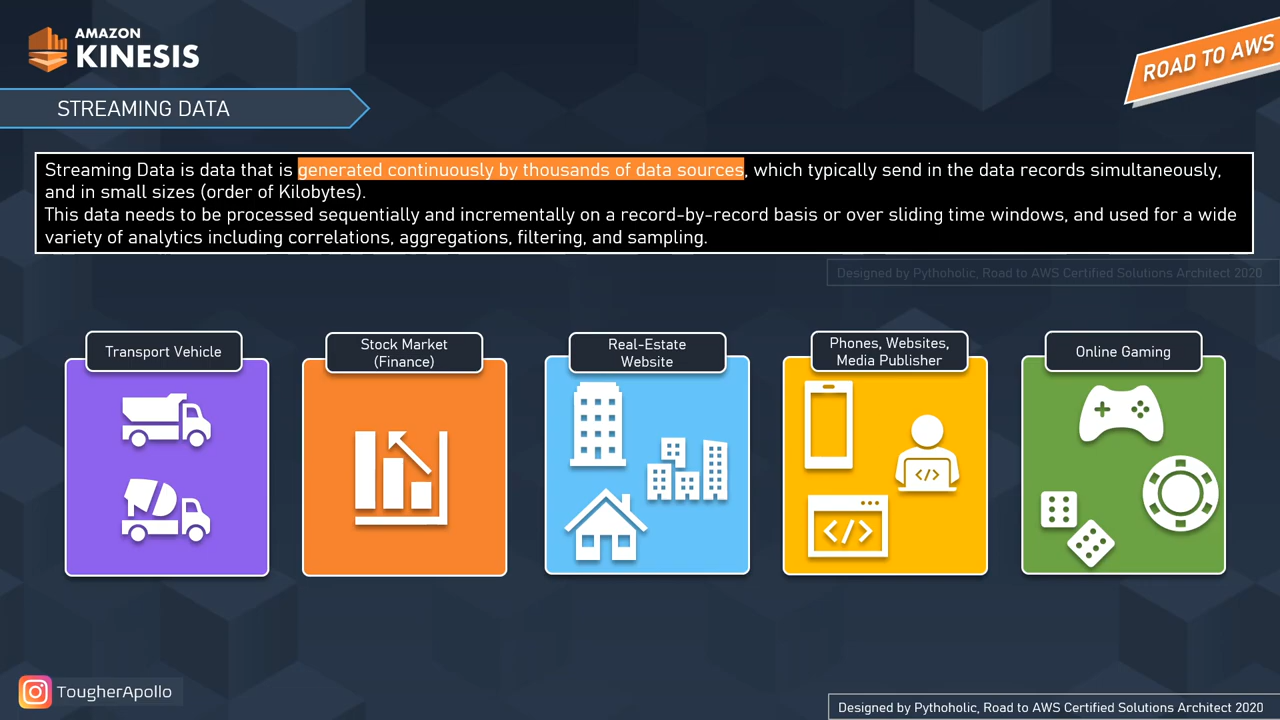 AMAZON
KINESIS
ROAD TO AWS
STREAMING DATA
Streaming Data is data that is generated continuously by thousands of data sources, which typically send in the data records simultaneously,
and in small sizes (order of Kilobytes).
This data needs to be processed sequentially and incrementally on a record-by-record basis or over sliding time windows, and used for a wide
variety of analytics including correlations, aggregations, filtering, and sampling.
Designed by Pythoholic, Road to AWS Certified Solutions Architect 2020
Transport Vehicle
Stock Market
(Finance)
Real-Estate
Website
Phones, Websites,
Media Publisher
Online Gaming
TougherApollo
Designed by Pythoholic, Road to AWS Certified Solutions Architect 2020